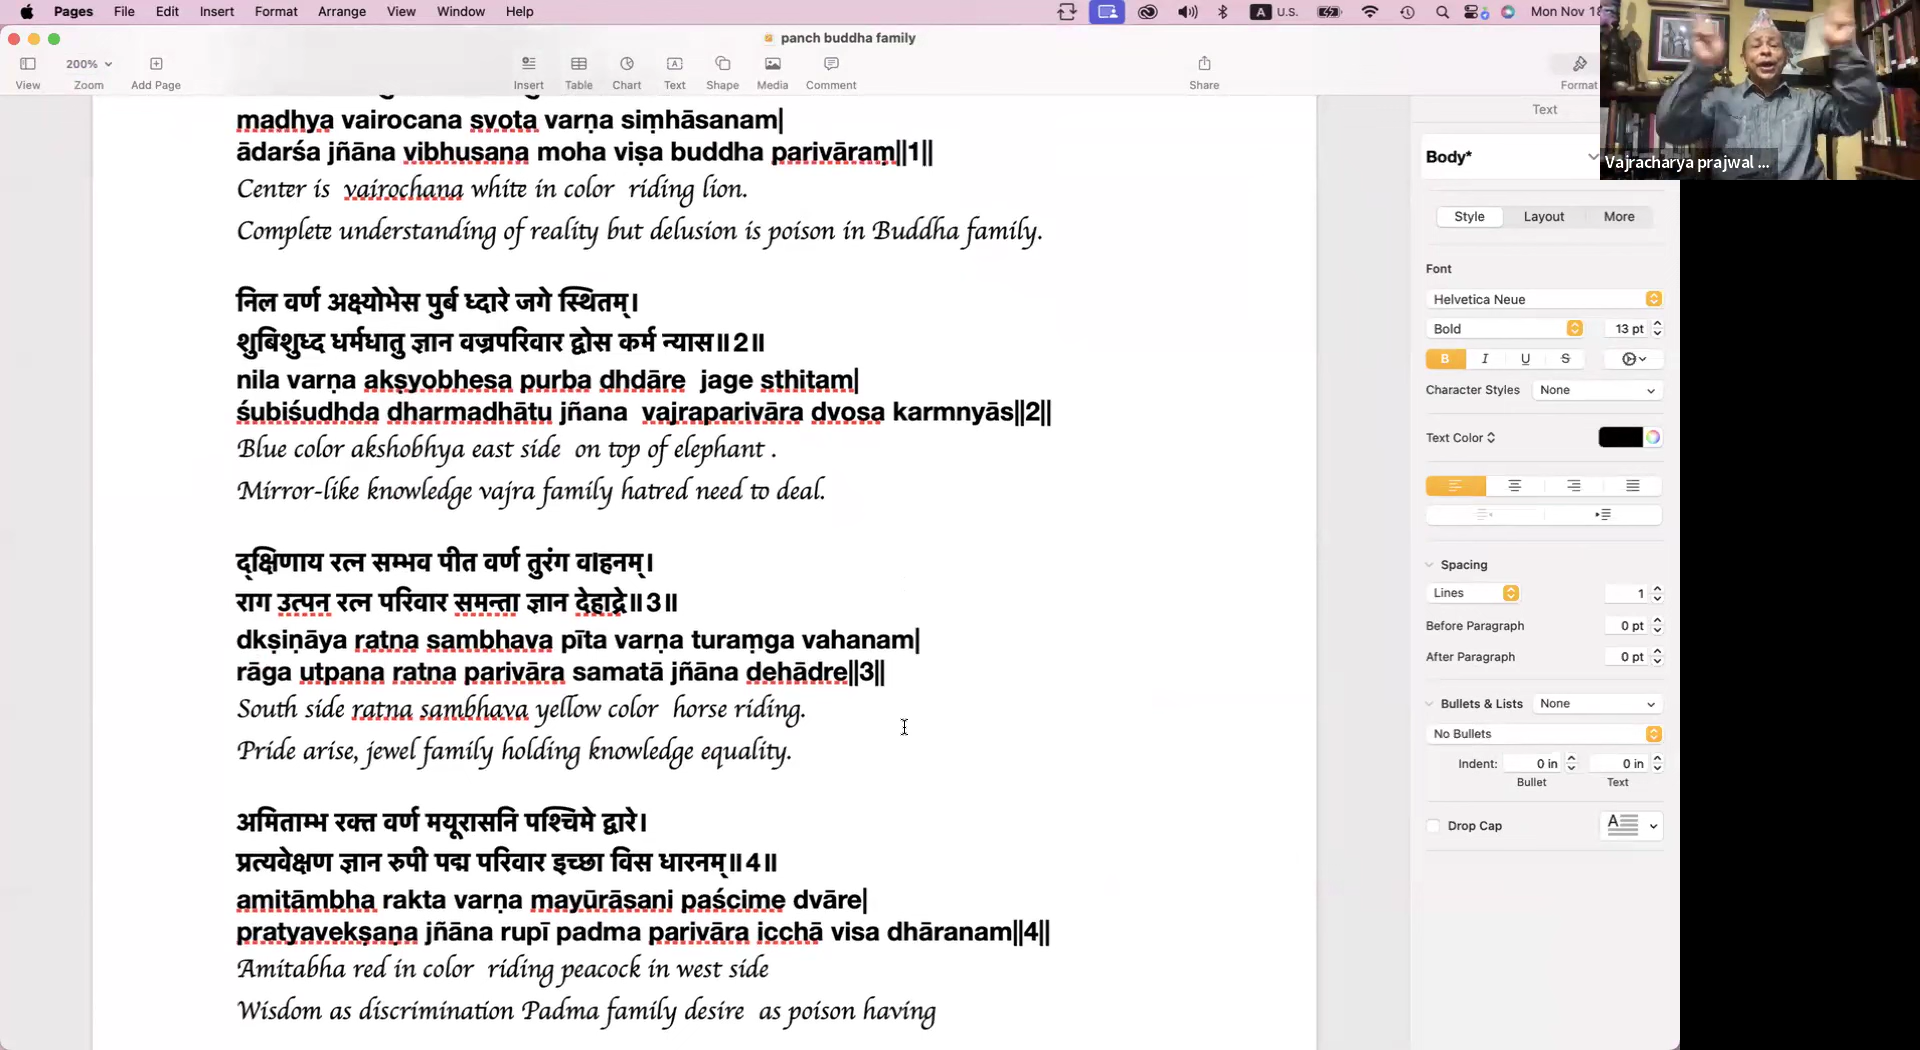 Pages File Edit Insert Format Arrange View Window Help
A U.S.
Mon Nov 18
panch buddha family
200%
View Zoom Add Page
Insert Table Chart Text Shape Media Comment
Share
Format
madhya vairocana svota varṇa siṃhāsanam|
ādarśa jñāna vibhusana moha viṣa buddha parivāraṃ||1||
Center is vairochana white in color riding lion.
Complete understanding of reality but delusion is poison in Buddha family.
निल वर्ण अक्ष्योभेस पुर्ब ध्दारे जगे स्थितम्।
शुबिशुध्द धर्मधातु ज्ञान वज्रपरिवार द्वोस कर्म न्यास॥2॥
nila varṇa akṣyobhesa purba dhdāre jage sthitam|
śubiśudhda dharmadhātu jñana vajraparivāra dvosa karmnyās||2||
Blue color akshobhya east side on top of elephant .
Mirror-like knowledge vajra family hatred need to deal.
द्क्षिणाय रत्न सम्भव पीत वर्ण तुरंग वाहनम्।
राग उत्पन रत्न परिवार समन्ता ज्ञान देहाद्रे॥3॥
dkṣiṇāya ratna sambhava pīta varṇa turaṃga vahanam|
rāga utpana ratna parivāra samatā jñāna dehādre||3||
South side ratna sambhava yellow color horse riding.
Pride arise, jewel family holding knowledge equality.
अमिताम्भ रक्त वर्ण मयूरासनि पश्चिमे द्वारे।
प्रत्यवेक्षण ज्ञान रुपी पद्म परिवार इच्छा विस धारनम्॥4॥
amitāmbha rakta varṇa mayūrāsani paścime dvāre|
pratyavekṣaṇa jñāna rupī padma parivāra icchā visa dhāranam||4||
Amitabha red in color riding peacock in west side
Wisdom as discrimination Padma family desire as poison having
Vajracharya prajwal ...
Text
Body*
Style Layout More
Font
Helvetica Neue
Bold 13 pt
B I U S
Character Styles None
Text Color
Spacing
Lines 1
Before Paragraph 0 pt
After Paragraph 0 pt
Bullets & Lists None
No Bullets
Indent: 0 in 0 in
Bullet Text
Drop Cap A